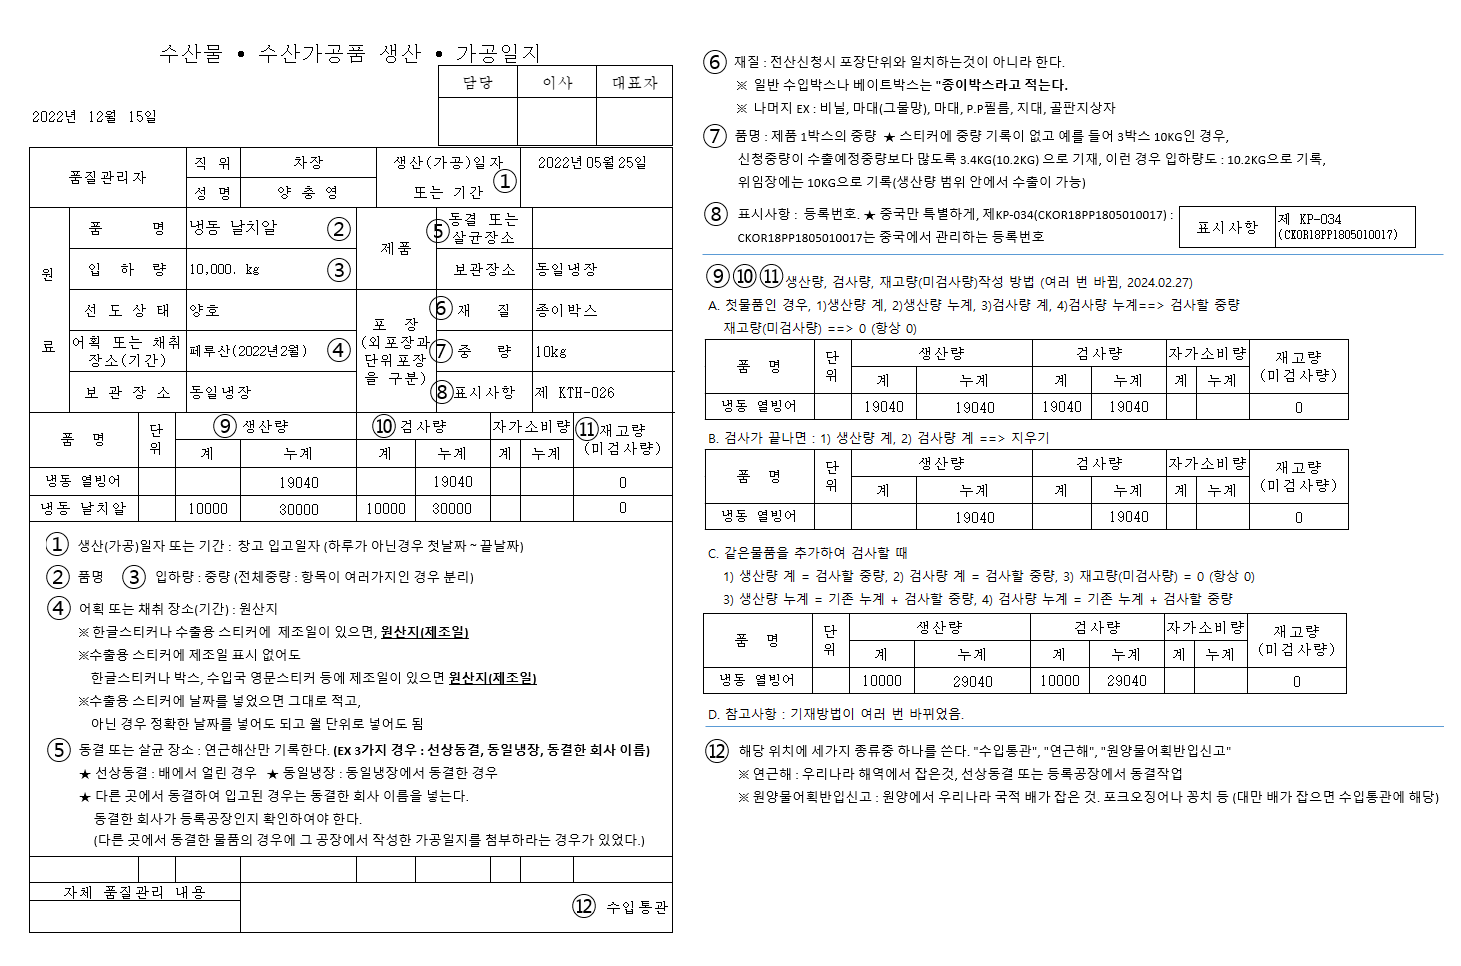 수산물 • 수산가공품 생산 • 가공일지
담당 이사 대표자
2022년 12월 15일
품질관리자 직 위 차장 생산(가공)일자 2022년05월25일
성 명 양 충 영 또는 기간 ①
원 료
품 명 냉동 날치알 ② 제품 ⑤ 동결 또는 살균장소
입 하 량 10,000. kg ③ 보관장소 동일냉장
선 도 상 태 양호 포 장 (외포장과 단위포장을 구분) ⑥ 재 질 종이박스
어획 또는 채취 장소(기간) 페루산(2022년2월) ④ ⑦ 중 량 10kg
보 관 장 소 동일냉장 ⑧ 표시사항 제 KTH-026
품 명 단위 ⑨ 생산량 ⑩ 검사량 자가소비량 ⑪ 재고량 (미검사량)
계 누계 계 누계 계 누계
냉동 열빙어 19040 19040 0
냉동 날치알 10000 30000 10000 30000 0
① 생산(가공)일자 또는 기간 : 창고 입고일자 (하루가 아닌경우 첫날짜 ~ 끝날짜)
② 품명 ③ 입하량 : 중량 (전체중량 : 항목이 여러가지인 경우 분리)
④ 어획 또는 채취 장소(기간) : 원산지
※ 한글스티커나 수출용 스티커에 제조일이 있으면, 원산지(제조일)
※수출용 스티커에 제조일 표시 없어도
한글스티커나 박스, 수입국 영문스티커 등에 제조일이 있으면 원산지(제조일)
※수출용 스티커에 날짜를 넣었으면 그대로 적고,
아닌 경우 정확한 날짜를 넣어도 되고 월 단위로 넣어도 됨
⑤ 동결 또는 살균 장소 : 연근해산만 기록한다. (EX 3가지 경우 : 선상동결, 동일냉장, 동결한 회사 이름)
★ 선상동결 : 배에서 얼린 경우 ★ 동일냉장 : 동일냉장에서 동결한 경우
★ 다른 곳에서 동결하여 입고된 경우는 동결한 회사 이름을 넣는다.
동결한 회사가 등록공장인지 확인하여야 한다.
(다른 곳에서 동결한 물품의 경우에 그 공장에서 작성한 가공일지를 첨부하라는 경우가 있었다.)
자체 품질관리 내용
⑫ 수입통관
⑥ 재질 : 전산신청시 포장단위와 일치하는것이 아니라 한다.
※ 일반 수입박스나 베이트박스는 "종이박스라고 적는다.
※ 나머지 EX : 비닐, 마대(그물망), 마대, P.P필름, 지대, 골판지상자
⑦ 품명 : 제품 1박스의 중량 ★ 스티커에 중량 기록이 없고 예를 들어 3박스 10KG인 경우,
신청중량이 수출예정중량보다 많도록 3.4KG(10.2KG) 으로 기재, 이런 경우 입하량도 : 10.2KG으로 기록,
위임장에는 10KG으로 기록(생산량 범위 안에서 수출이 가능)
⑧ 표시사항 : 등록번호. ★ 중국만 특별하게, 제KP-034(CKOR18PP1805010017) :
CKOR18PP1805010017는 중국에서 관리하는 등록번호
표시사항 제 KP-034
(CKOR18PP1805010017)
⑨⑩⑪ 생산량, 검사량, 재고량(미검사량)작성 방법 (여러 번 바뀜, 2024.02.27)
A. 첫물품인 경우, 1)생산량 계, 2)생산량 누계, 3)검사량 계, 4)검사량 누계==> 검사할 중량
재고량(미검사량) ==> 0 (항상 0)
품 명 단위 생산량 검사량 자가소비량 재고량 (미검사량)
계 누계 계 누계 계 누계
냉동 열빙어 19040 19040 19040 19040 0
B. 검사가 끝나면 : 1) 생산량 계, 2) 검사량 계 ==> 지우기
품 명 단위 생산량 검사량 자가소비량 재고량 (미검사량)
계 누계 계 누계 계 누계
냉동 열빙어 19040 19040 0
C. 같은물품을 추가하여 검사할 때
1) 생산량 계 = 검사할 중량, 2) 검사량 계 = 검사할 중량, 3) 재고량(미검사량) = 0 (항상 0)
3) 생산량 누계 = 기존 누계 + 검사할 중량, 4) 검사량 누계 = 기존 누계 + 검사할 중량
품 명 단위 생산량 검사량 자가소비량 재고량 (미검사량)
계 누계 계 누계 계 누계
냉동 열빙어 10000 29040 10000 29040 0
D. 참고사항 : 기재방법이 여러 번 바뀌었음.
⑫ 해당 위치에 세가지 종류중 하나를 쓴다. "수입통관", "연근해", "원양물어획반입신고"
※ 연근해 : 우리나라 해역에서 잡은것, 선상동결 또는 등록공장에서 동결작업
※ 원양물어획반입신고 : 원양에서 우리나라 국적 배가 잡은 것. 포크오징어나 꽁치 등 (대만 배가 잡으면 수입통관에 해당)